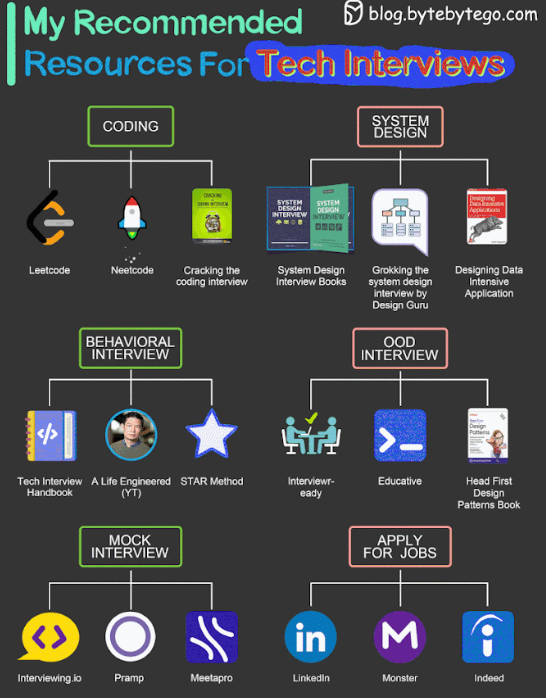 My Recommended
Resources For Tech Interviews
blog.bytebytego.com
CODING
Leetcode
Neetcode
CRACKING
THE
CODING INTERVIEW
Cracking the
coding interview
SYSTEM
DESIGN
SYSTEM
DESIGN
INTERVIEW
SYSTEM
DESIGN
INTERVIEW
System Design
Interview Books
Grokking the
system design
interview by
Design Guru
Designing
Data-Intensive
Applications
Designing Data
Intensive
Application
BEHAVIORAL
INTERVIEW
Tech Interview
Handbook
A Life Engineered
(YT)
STAR Method
OOD
INTERVIEW
Interviewr-
eady
Educative
Head First
Design
Patterns
Head First
Design
Patterns Book
MOCK
INTERVIEW
Interviewing.io
Pramp
Meetapro
APPLY
FOR JOBS
in
LinkedIn
M
Monster
i
Indeed